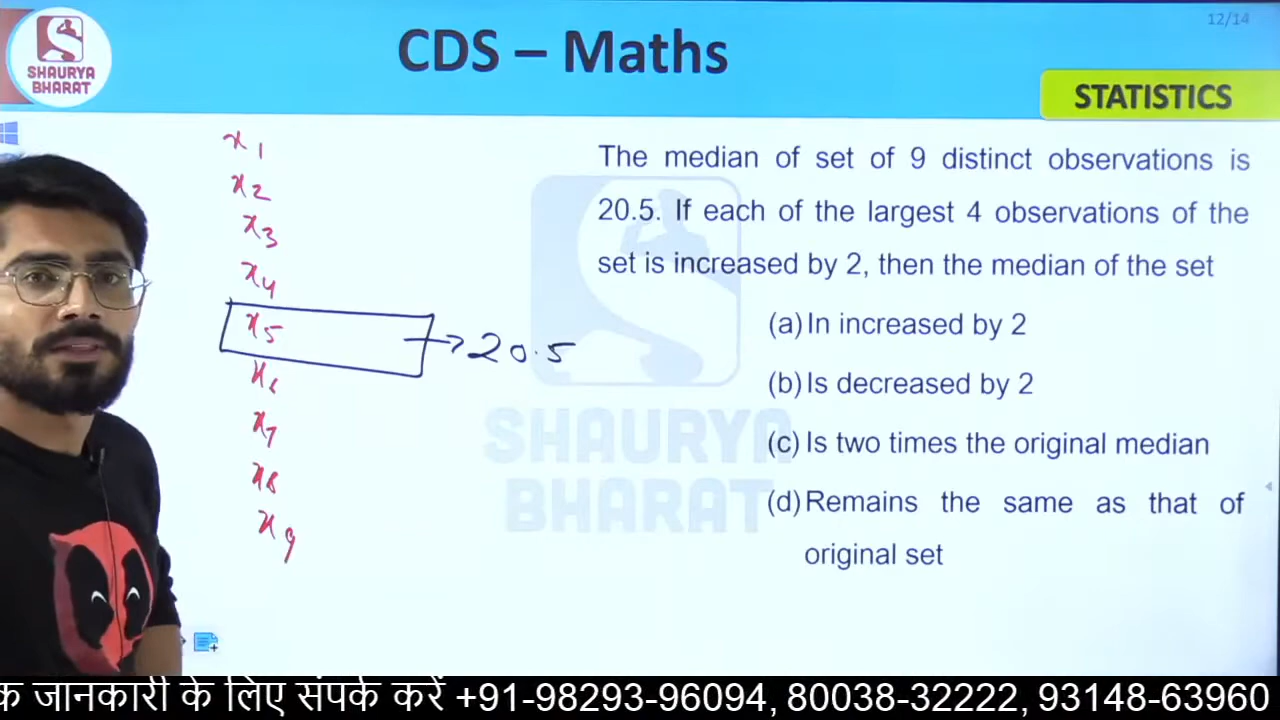 12/14
SHAURYA
BHARAT
CDS – Maths
STATISTICS
x1
x2
x3
x4
x5
→20.5
x6
x7
x8
x9
The median of set of 9 distinct observations is
20.5. If each of the largest 4 observations of the
set is increased by 2, then the median of the set
(a) In increased by 2
(b) Is decreased by 2
(c) Is two times the original median
(d) Remains the same as that of
original set
SHAURYA
BHARAT
क जानकारी के लिए संपर्क करें +91-98293-96094, 80038-32222, 93148-63960